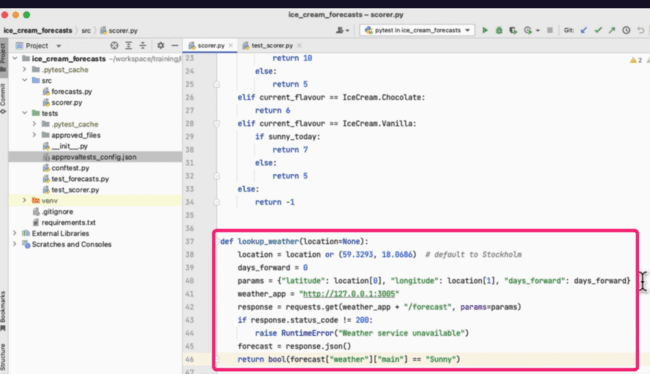 ice_cream_forecasts – scorer.py
ice_cream_forecasts
src
scorer.py
pytest in ice_cream_forecasts
Git:
Project
scorer.py
test_scorer.py
ice_cream_forecasts ~/workspace/training/
.pytest_cache
src
forecasts.py
scorer.py
tests
.pytest_cache
approved_files
__init__.py
approvaltests_config.json
conftest.py
test_forecasts.py
test_scorer.py
venv
.gitignore
requirements.txt
External Libraries
Scratches and Consoles
Project
Commit
Bookmarks
Structure
2
23 return 10
24 else:
25 return 5
26 elif current_flavour == IceCream.Chocolate:
27 return 6
28 elif current_flavour == IceCream.Vanilla:
29 if sunny_today:
30 return 7
31 else:
32 return 5
33 else:
34 return -1
35
36
37 def lookup_weather(location=None):
38 location = location or (59.3293, 18.0686) # default to Stockholm
39 days_forward = 0
40 params = {"latitude": location[0], "longitude": location[1], "days_forward": days_forward}
41 weather_app = "http://127.0.0.1:3005"
42 response = requests.get(weather_app + "/forecast", params=params)
43 if response.status_code != 200:
44 raise RuntimeError("Weather service unavailable")
45 forecast = response.json()
46 return bool(forecast["weather"]["main"] == "Sunny")
47